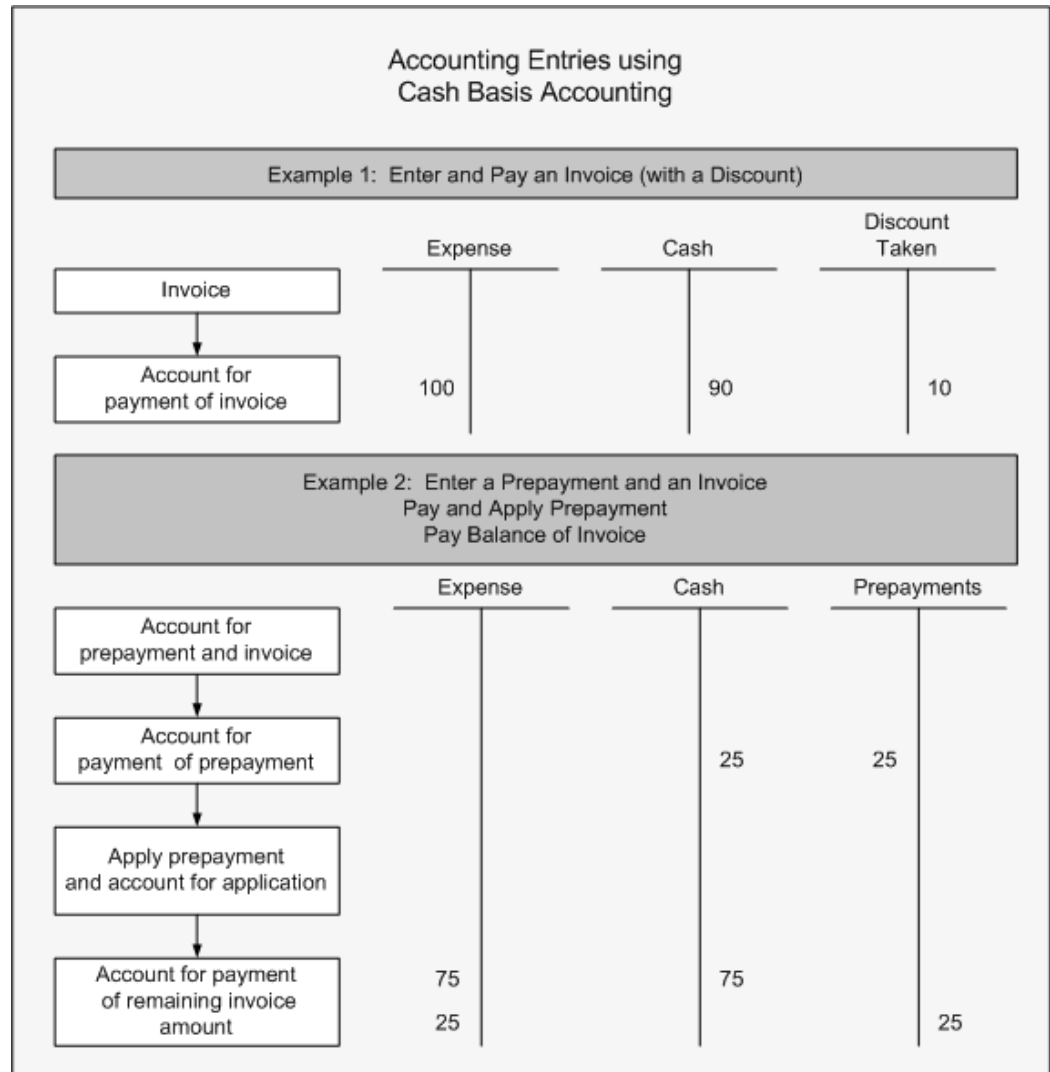 Accounting Entries using
Cash Basis Accounting
Example 1: Enter and Pay an Invoice (with a Discount)
Expense
Cash
Discount
Taken
Invoice
Account for
payment of invoice
100
90
10
Example 2: Enter a Prepayment and an Invoice
Pay and Apply Prepayment
Pay Balance of Invoice
Expense
Cash
Prepayments
Account for
prepayment and invoice
Account for
payment of prepayment
25
25
Apply prepayment
and account for application
Account for payment
of remaining invoice
amount
75
75
25
25